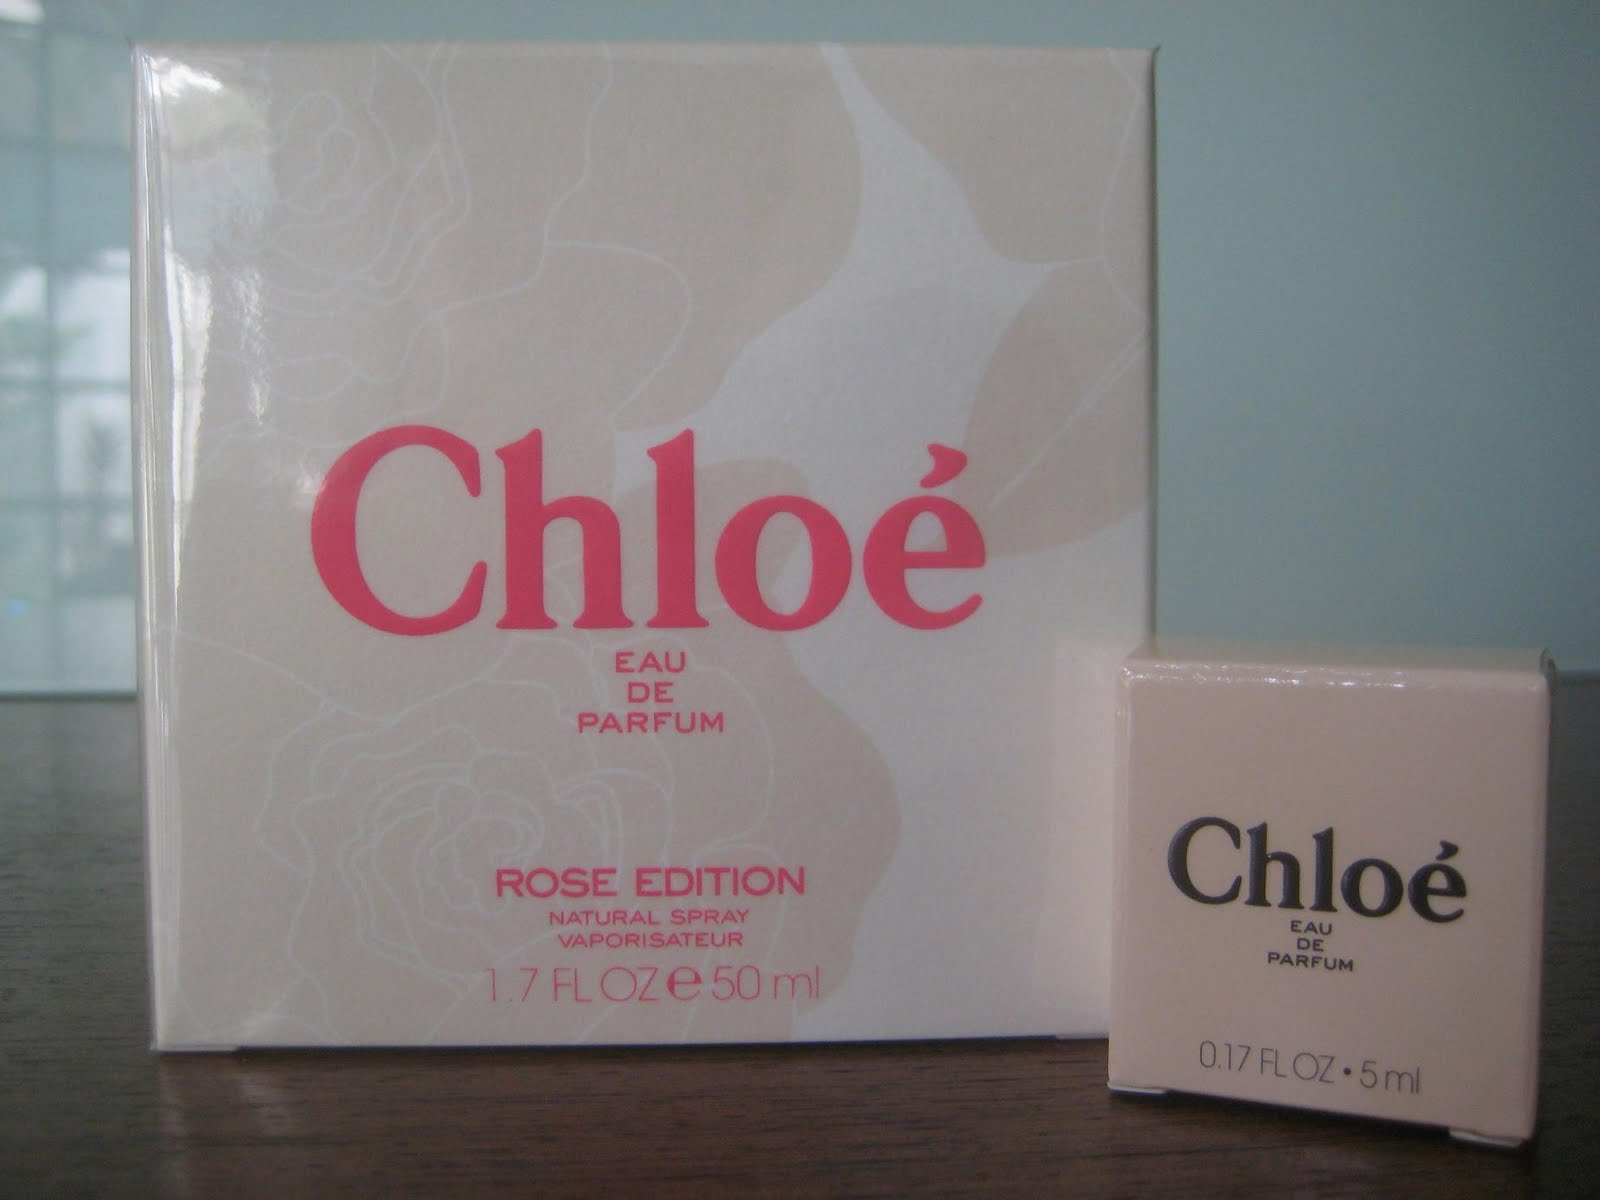 Chloé
EAU
DE
PARFUM
ROSE EDITION
NATURAL SPRAY
VAPORISATEUR
1.7 FL OZ e 50 ml
Chloé
EAU
DE
PARFUM
0.17 FL OZ • 5 ml